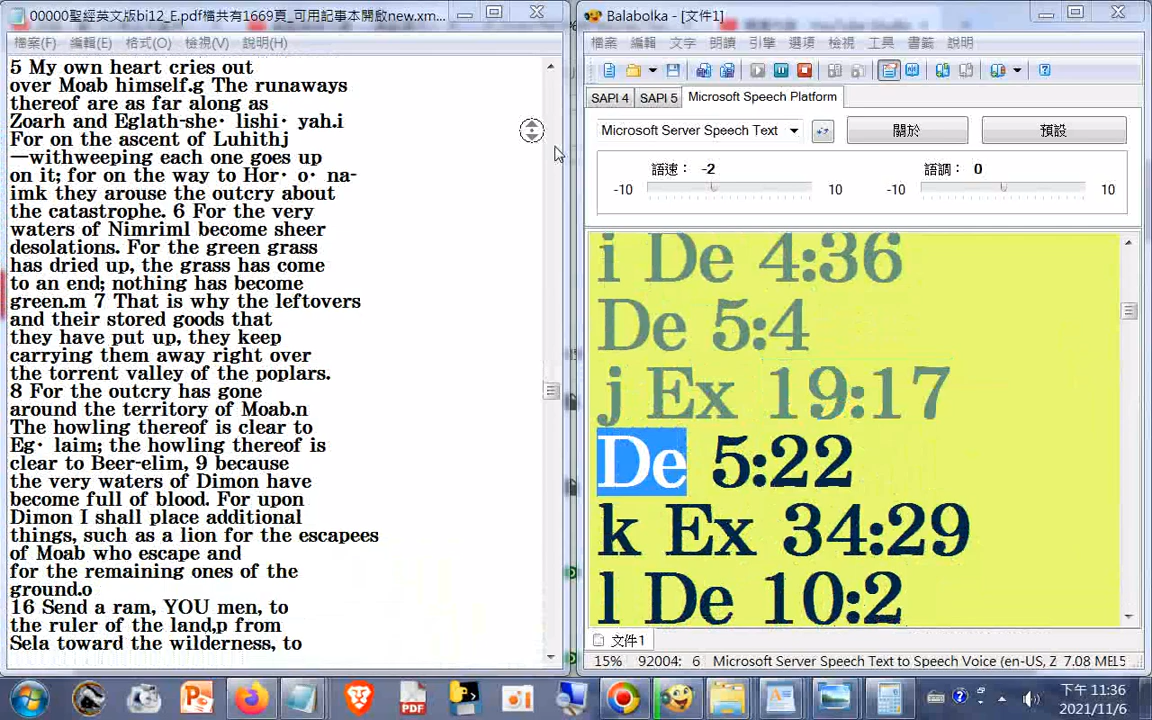 00000聖經英文版bi12_E.pdf檔共有1669頁_可用記事本開啟new.xm...
檔案(F) 編輯(E) 格式(O) 檢視(V) 說明(H)
5 My own heart cries out
over Moab himself.g The runaways
thereof are as far along as
Zoarh and Eglath-she· lishi· yah.i
For on the ascent of Luhithj
—withweeping each one goes up
on it; for on the way to Hor· o· na-
imk they arouse the outcry about
the catastrophe. 6 For the very
waters of Nimriml become sheer
desolations. For the green grass
has dried up, the grass has come
to an end; nothing has become
green.m 7 That is why the leftovers
and their stored goods that
they have put up, they keep
carrying them away right over
the torrent valley of the poplars.
8 For the outcry has gone
around the territory of Moab.n
The howling thereof is clear to
Eg· laim; the howling thereof is
clear to Beer-elim, 9 because
the very waters of Dimon have
become full of blood. For upon
Dimon I shall place additional
things, such as a lion for the escapees
of Moab who escape and
for the remaining ones of the
ground.o
16 Send a ram, YOU men, to
the ruler of the land,p from
Sela toward the wilderness, to
Balabolka - [文件1]
檔案 編輯 文字 朗讀 引擎 選項 檢視 工具 書籤 說明
SAPI 4 SAPI 5 Microsoft Speech Platform
Microsoft Server Speech Text 關於 預設
語速: -2 語調: 0
-10 10 -10 10
i De 4:36
De 5:4
j Ex 19:17
De 5:22
k Ex 34:29
l De 10:2
文件1
15% 92004: 6 Microsoft Server Speech Text to Speech Voice (en-US, Z 7.08 МБ15
下午 11:36
2021/11/6